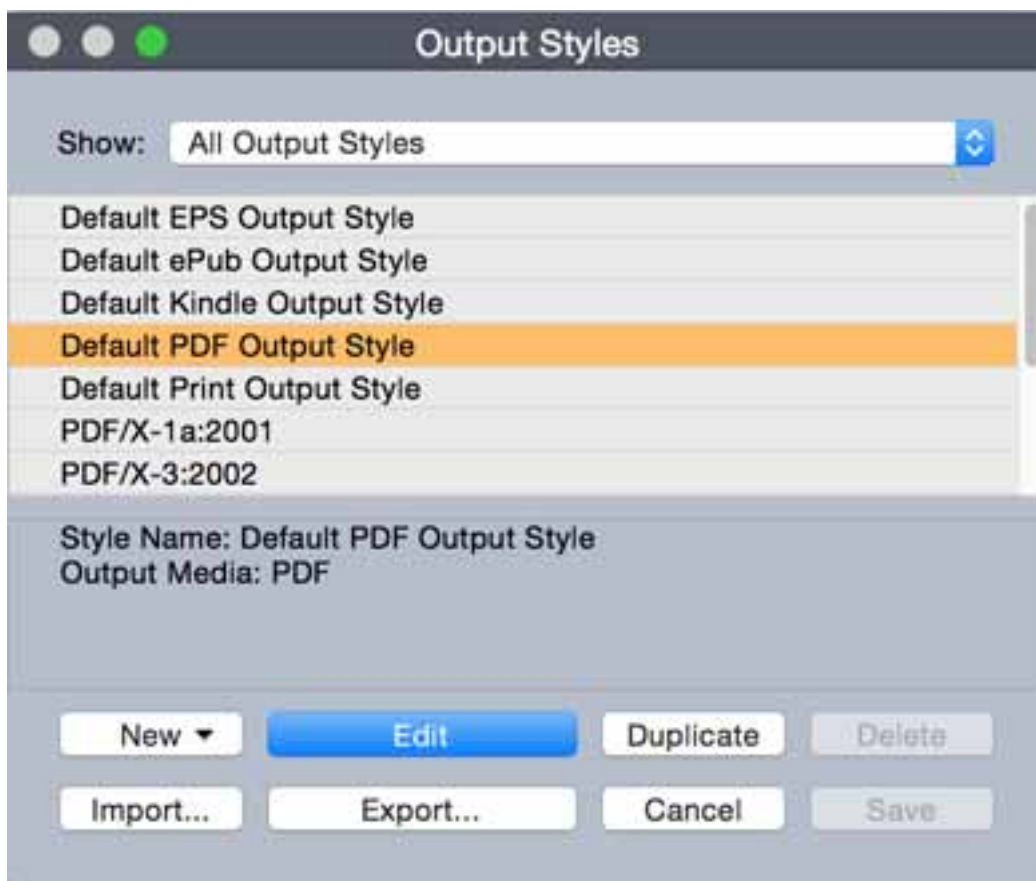 Output Styles
Show: All Output Styles
Default EPS Output Style
Default ePub Output Style
Default Kindle Output Style
Default PDF Output Style
Default Print Output Style
PDF/X-1a:2001
PDF/X-3:2002
Style Name: Default PDF Output Style
Output Media: PDF
New Edit Duplicate Delete
Import... Export... Cancel Save